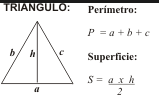 TRIANGULO:
b
h
c
a
Perímetro:
P = a + b + c
Superficie:
S = a x h
2